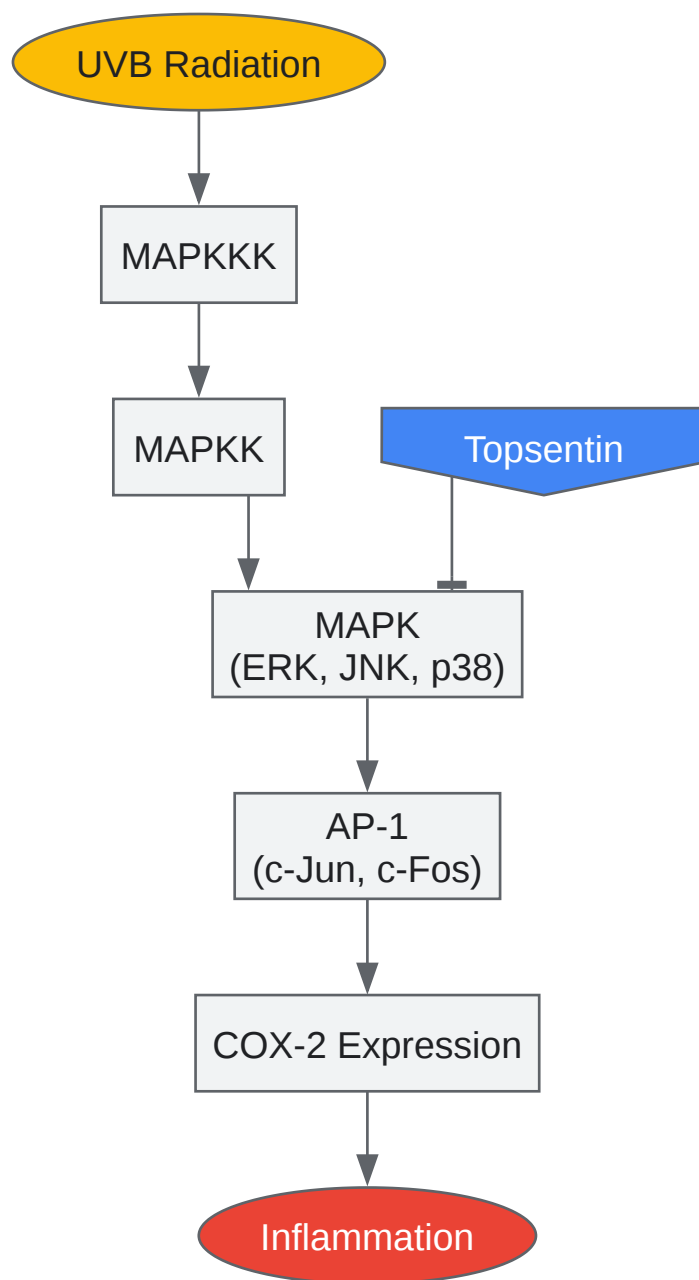 UVB Radiation
MAPKKK
MAPKK
Topsentin
MAPK
(ERK, JNK, p38)
AP-1
(c-Jun, c-Fos)
COX-2 Expression
Inflammation